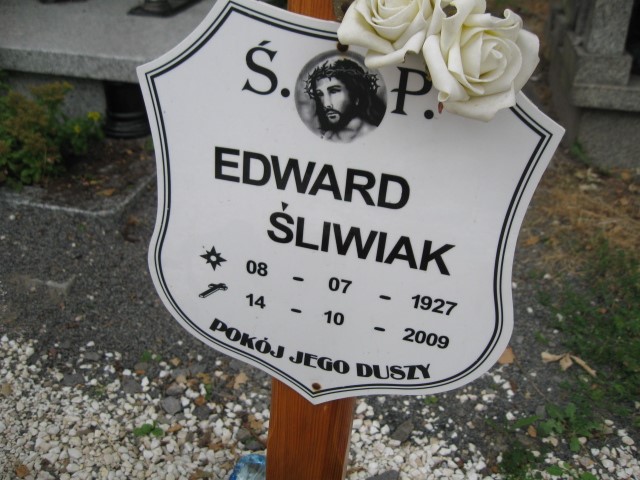 Ś. P.
EDWARD
ŚLIWIAK
08 - 07 - 1927
14 - 10 - 2009
POKÓJ JEGO DUSZY